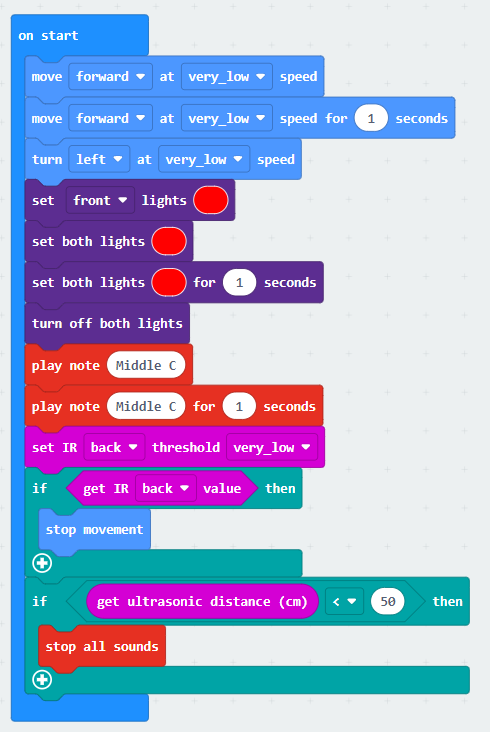 on start
move forward at very_low speed
move forward at very_low speed for 1 seconds
turn left at very_low speed
set front lights
set both lights
set both lights for 1 seconds
turn off both lights
play note Middle C
play note Middle C for 1 seconds
set IR back threshold very_low
if get IR back value then
stop movement
if get ultrasonic distance (cm) < 50 then
stop all sounds